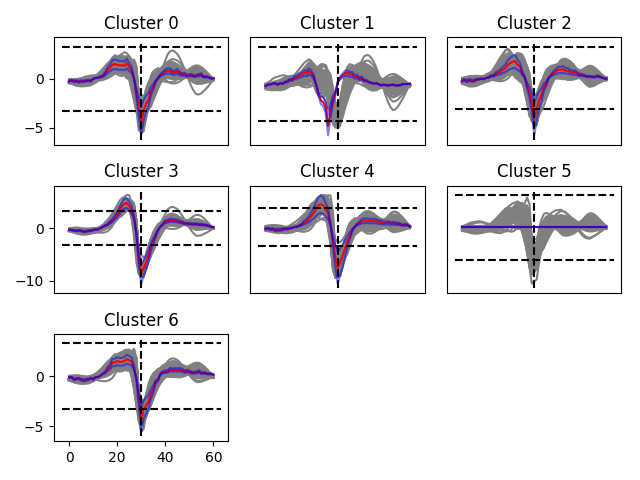 Cluster 0
Cluster 1
Cluster 2
0
−5
Cluster 3
Cluster 4
Cluster 5
0
−10
Cluster 6
0
−5
0 20 40 60